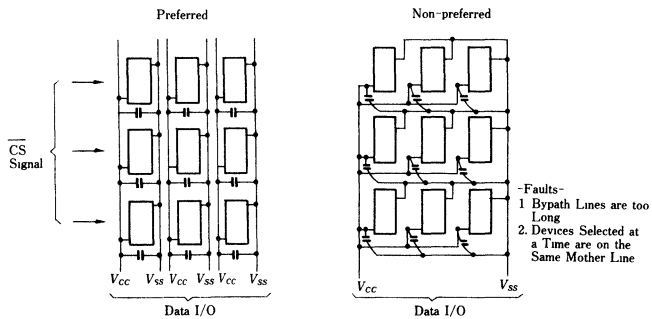 Preferred
Non-preferred
CS
Signal
-Faults-
1 Bypath Lines are too
Long
2. Devices Selected at
a Time are on the
Same Mother Line
VCC VSS VCC VSS VCC VSS
VCC VSS
Data I/O
Data I/O